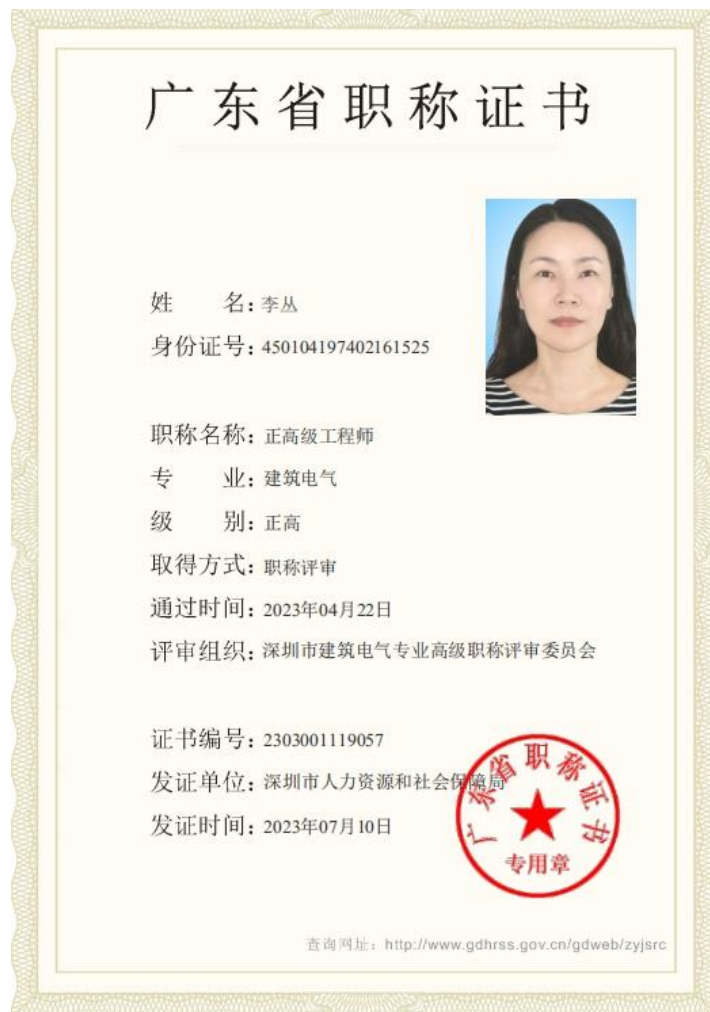 广东省职称证书
姓 名：李丛
身份证号：450104197402161525
职称名称：正高级工程师
专 业：建筑电气
级 别：正高
取得方式：职称评审
通过时间：2023年04月22日
评审组织：深圳市建筑电气专业高级职称评审委员会
证书编号：2303001119057
发证单位：深圳市人力资源和社会保障局
发证时间：2023年07月10日
广东省职称证书
专用章
查询网址：http://www.gdhrss.gov.cn/gdweb/zyjsrc